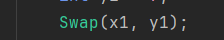 Swap(x1, y1);